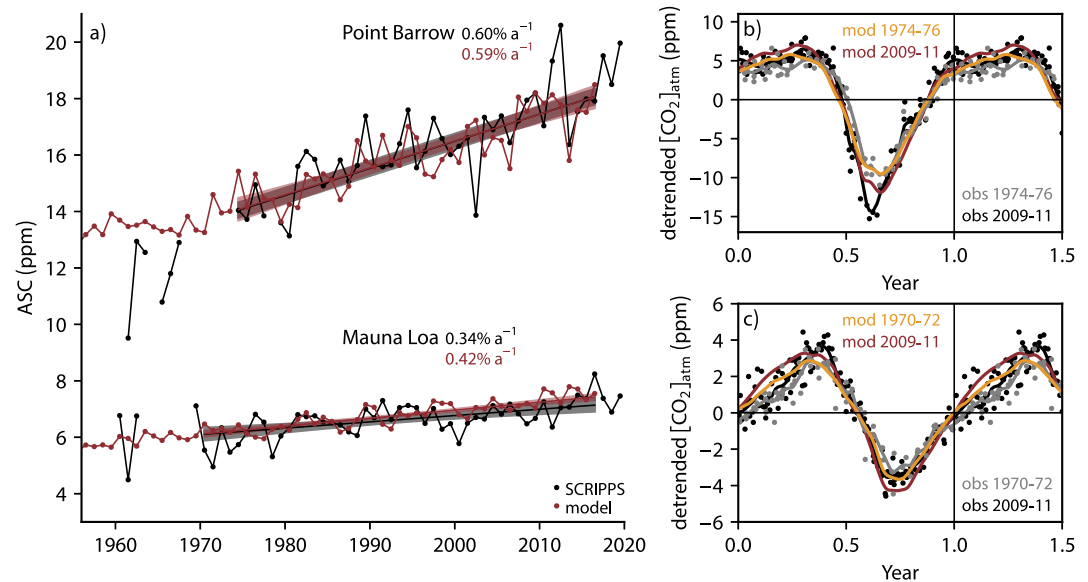 a)
Point Barrow 0.60% a⁻¹
0.59% a⁻¹
Mauna Loa 0.34% a⁻¹
0.42% a⁻¹
SCRIPPS
model
ASC (ppm)
20
18
16
14
12
10
8
6
4
1960 1970 1980 1990 2000 2010 2020
b)
mod 1974-76
mod 2009-11
obs 1974-76
obs 2009-11
detrended [CO₂]atm (ppm)
10
5
0
−5
−10
−15
0.0 0.5 1.0 1.5
Year
c)
mod 1970-72
mod 2009-11
obs 1970-72
obs 2009-11
detrended [CO₂]atm (ppm)
6
4
2
0
−2
−4
−6
0.0 0.5 1.0 1.5
Year